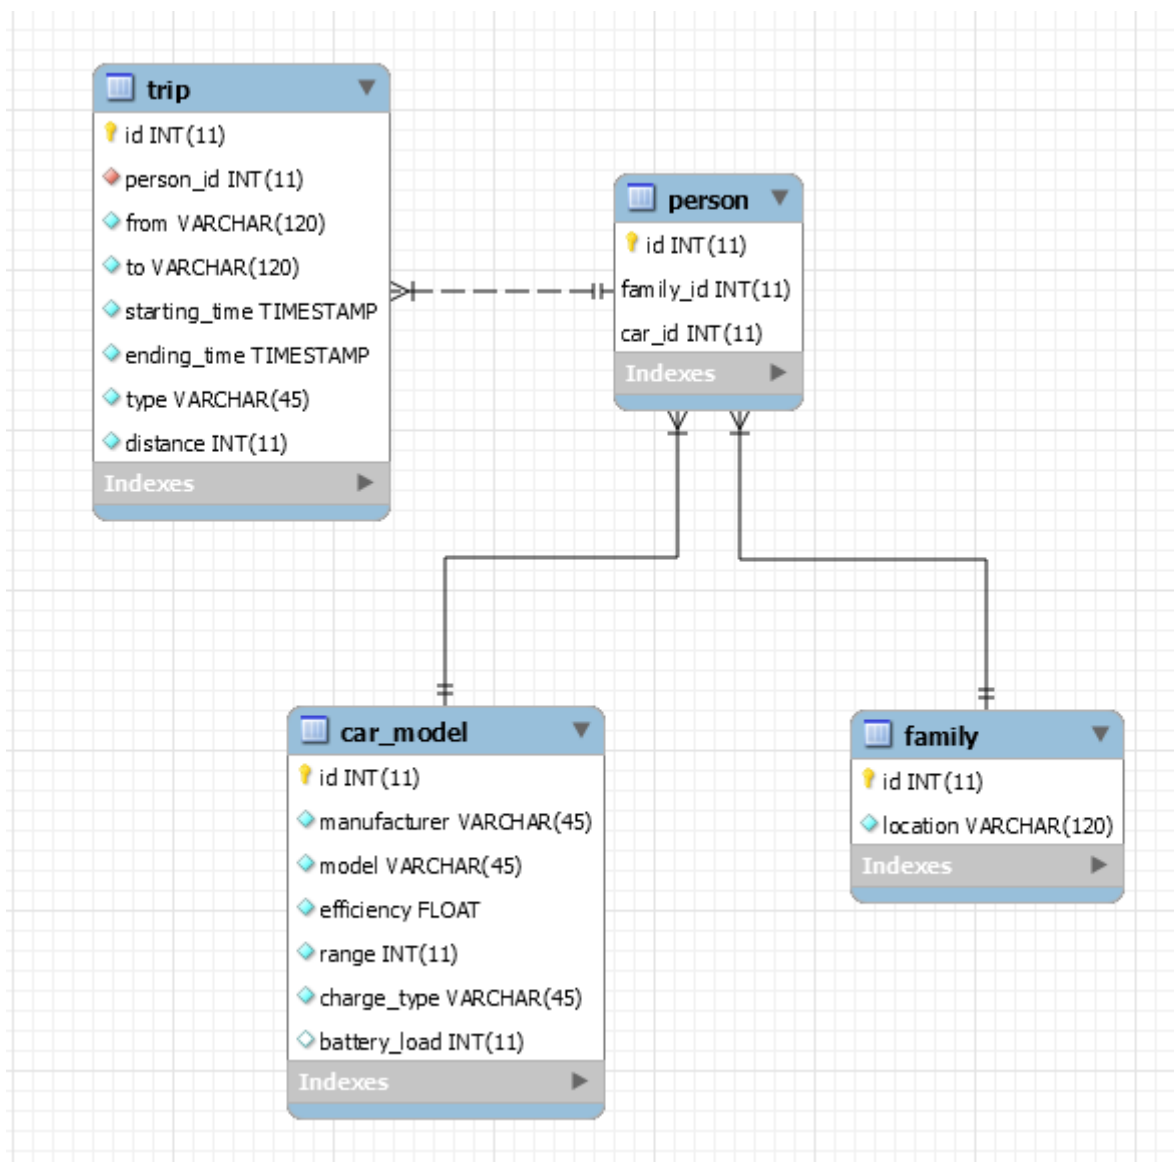 trip
id INT(11)
person_id INT(11)
from VARCHAR(120)
to VARCHAR(120)
starting_time TIMESTAMP
ending_time TIMESTAMP
type VARCHAR(45)
distance INT(11)
Indexes
person
id INT(11)
family_id INT(11)
car_id INT(11)
Indexes
car_model
id INT(11)
manufacturer VARCHAR(45)
model VARCHAR(45)
efficiency FLOAT
range INT(11)
charge_type VARCHAR(45)
battery_load INT(11)
Indexes
family
id INT(11)
location VARCHAR(120)
Indexes